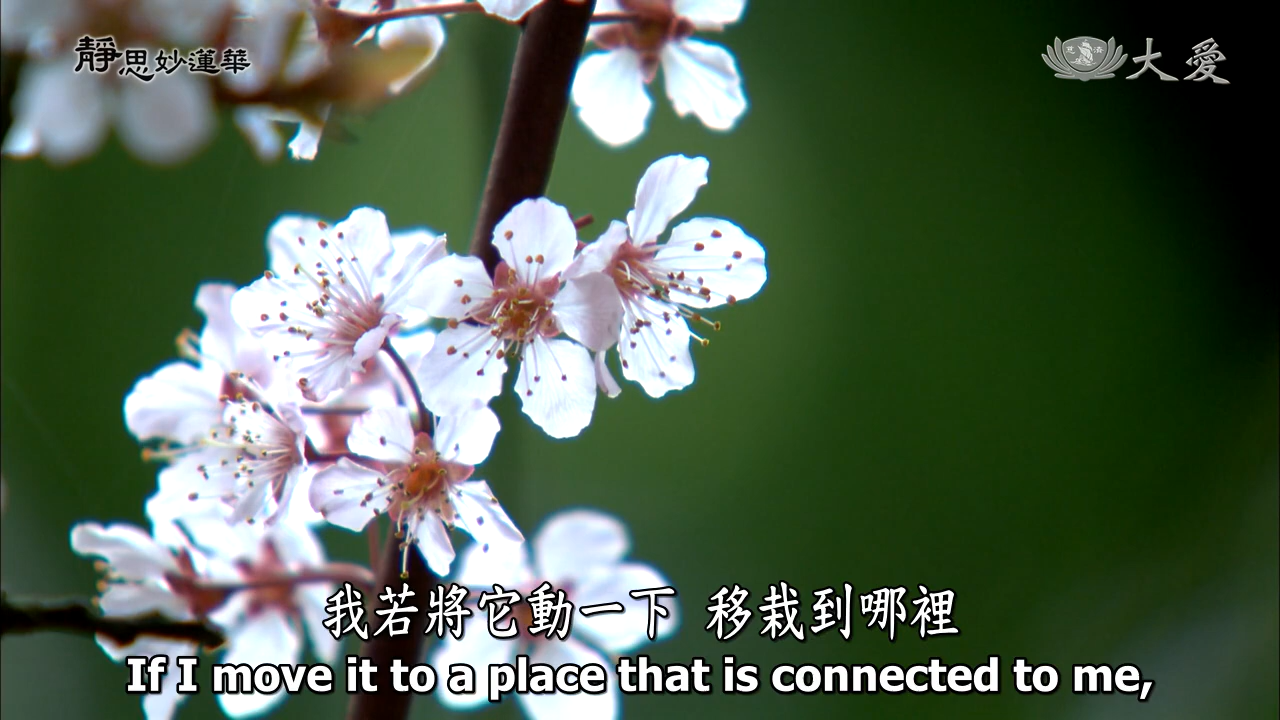 靜思妙蓮華
大愛
我若將它動一下 移栽到哪裡
If I move it to a place that is connected to me,